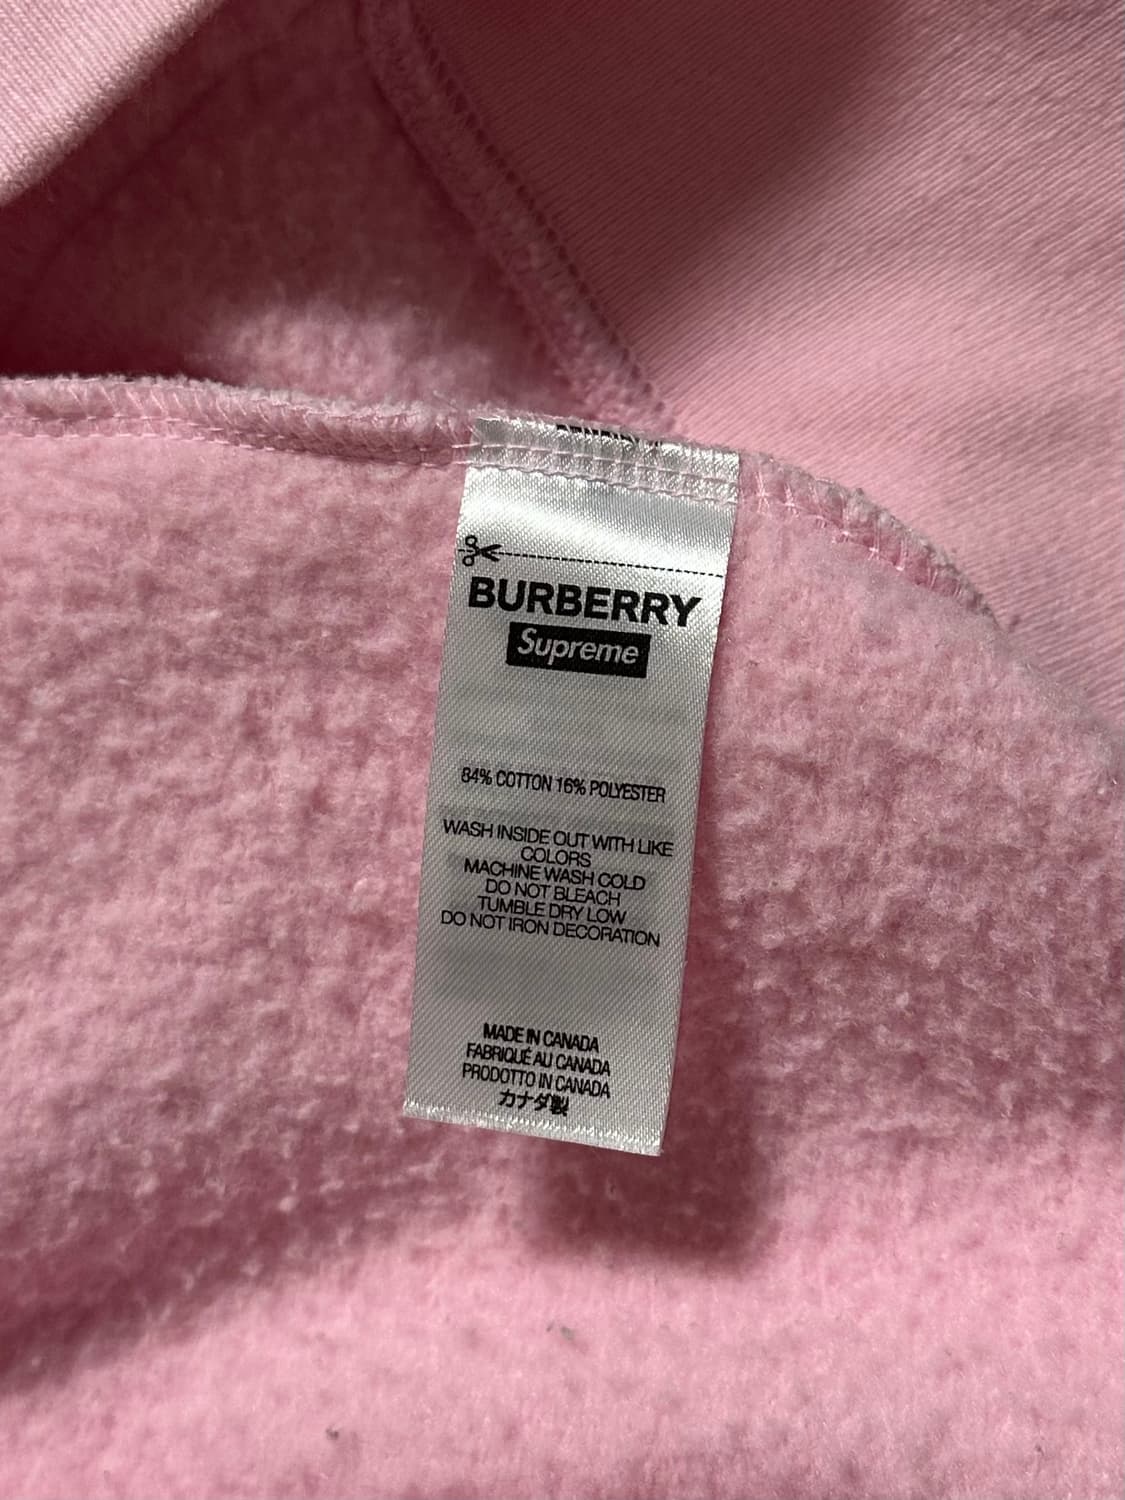 BURBERRY
Supreme
84% COTTON 16% POLYESTER
WASH INSIDE OUT WITH LIKE
COLORS
MACHINE WASH COLD
DO NOT BLEACH
TUMBLE DRY LOW
DO NOT IRON DECORATION
MADE IN CANADA
FABRIQUÉ AU CANADA
PRODOTTO IN CANADA
カナダ製